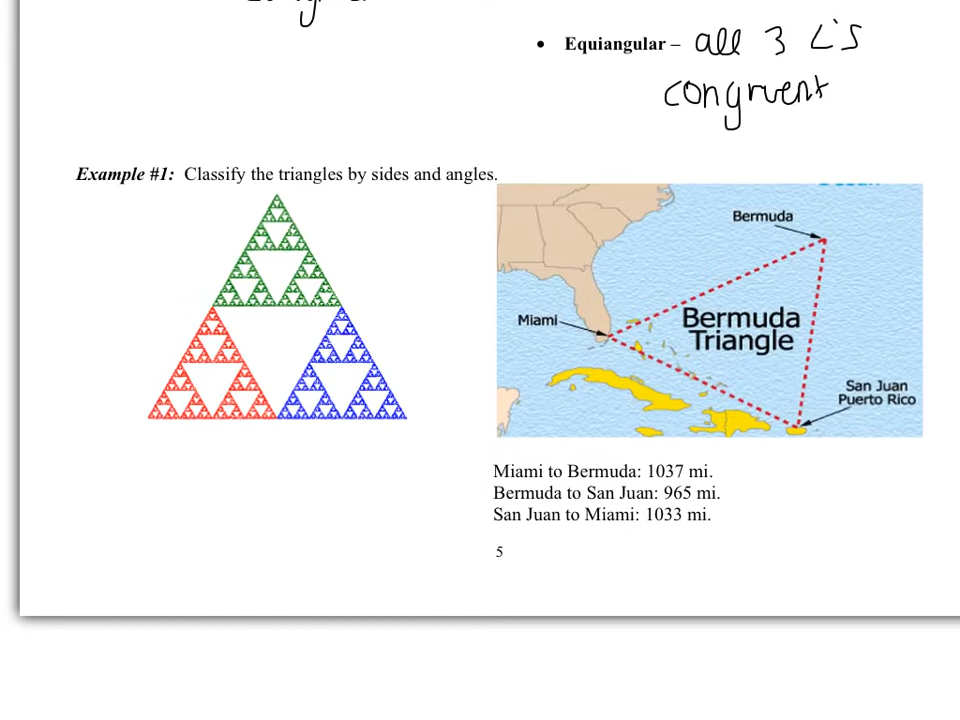 • Equiangular – all 3 ∠'s
congruent
Example #1: Classify the triangles by sides and angles.
Bermuda
Miami
Bermuda
Triangle
San Juan
Puerto Rico
Miami to Bermuda: 1037 mi.
Bermuda to San Juan: 965 mi.
San Juan to Miami: 1033 mi.
5